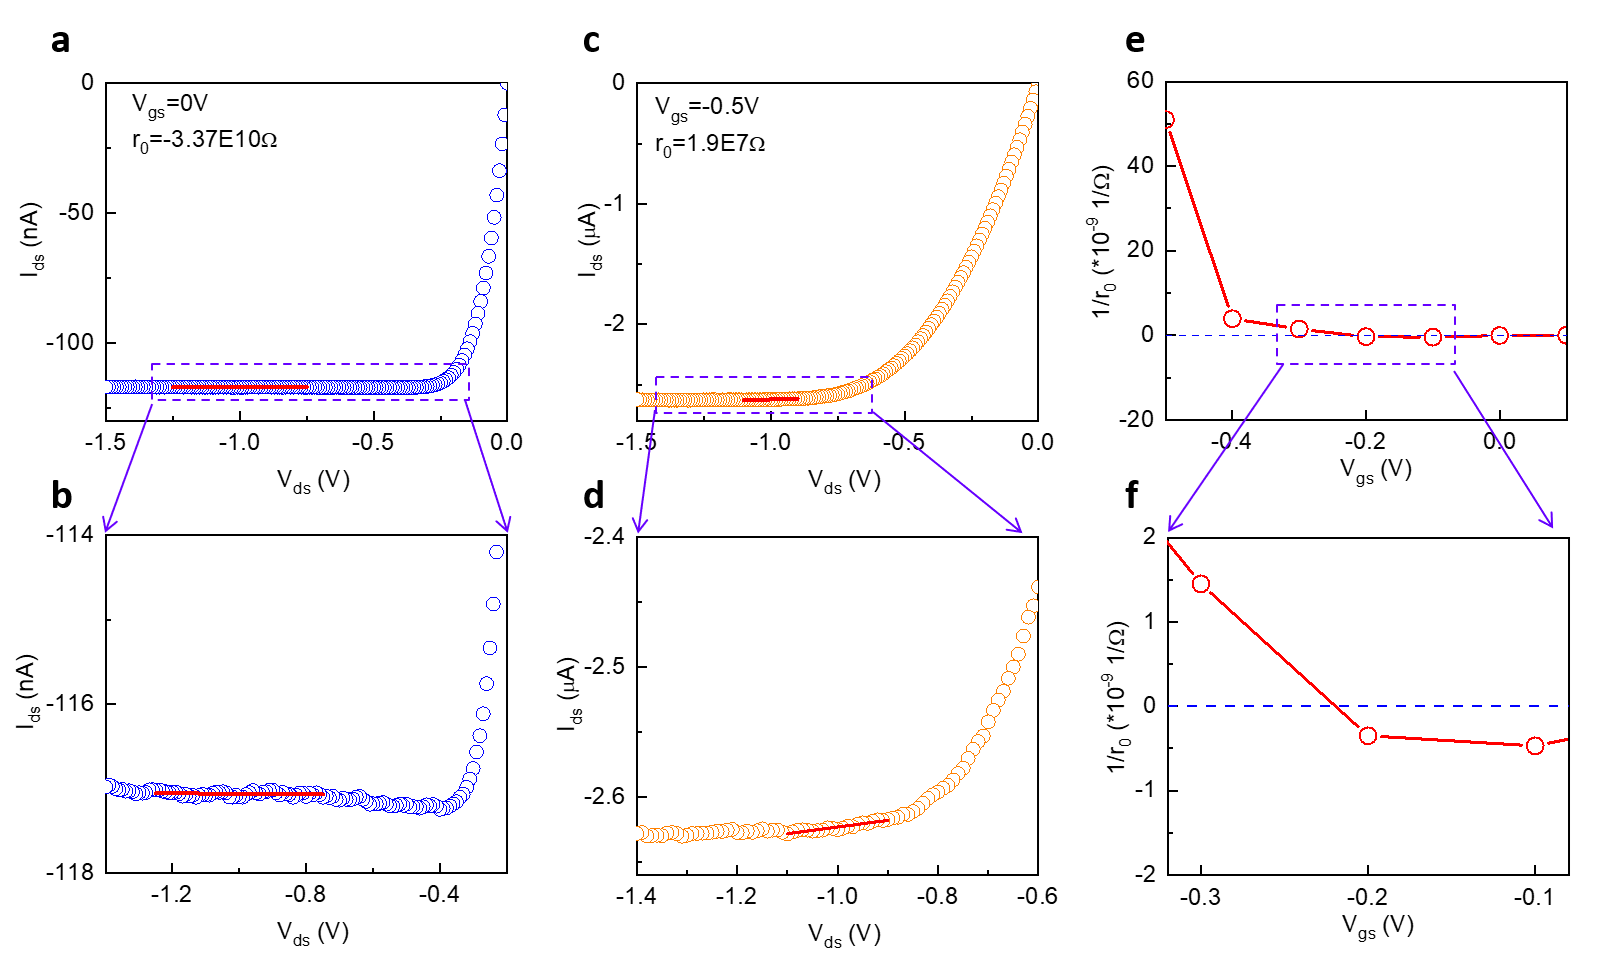 a
0
-50
-100
I_ds (nA)
V_gs=0V
r_0=-3.37E10Ω
-1.5
-1.0
-0.5
0.0
V_ds (V)
b
-114
-116
-118
I_ds (nA)
-1.2
-0.8
-0.4
V_ds (V)
c
0
-1
-2
I_ds (μA)
V_gs=-0.5V
r_0=1.9E7Ω
-1.5
-1.0
-0.5
0.0
V_ds (V)
d
-2.4
-2.5
-2.6
I_ds (μA)
-1.4
-1.2
-1.0
-0.8
-0.6
V_ds (V)
e
60
40
20
0
-20
1/r_0 (*10^-9 1/Ω)
-0.4
-0.2
0.0
V_gs (V)
f
2
1
0
-1
-2
1/r_0 (*10^-9 1/Ω)
-0.3
-0.2
-0.1
V_gs (V)